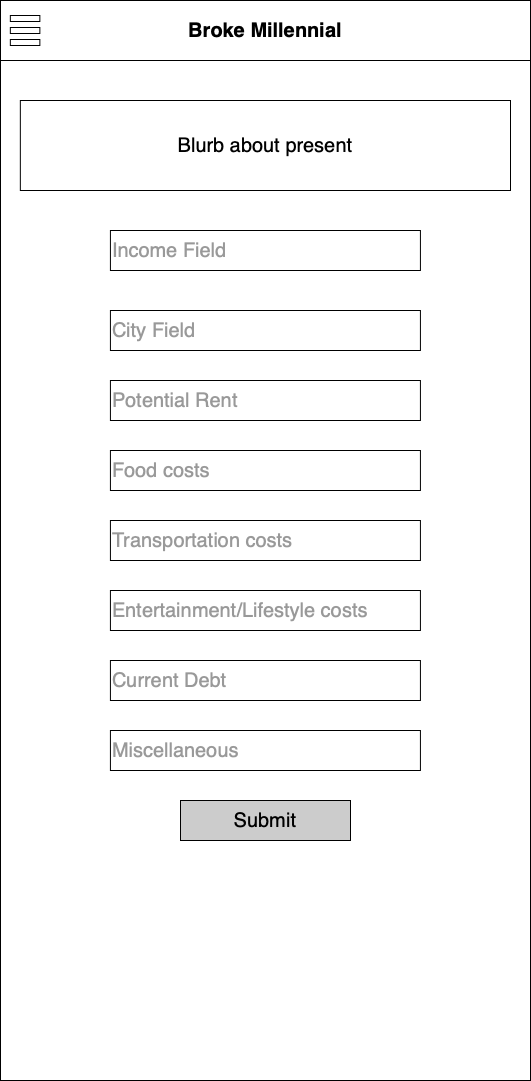 Broke Millennial
Blurb about present
Income Field
City Field
Potential Rent
Food costs
Transportation costs
Entertainment/Lifestyle costs
Current Debt
Miscellaneous
Submit